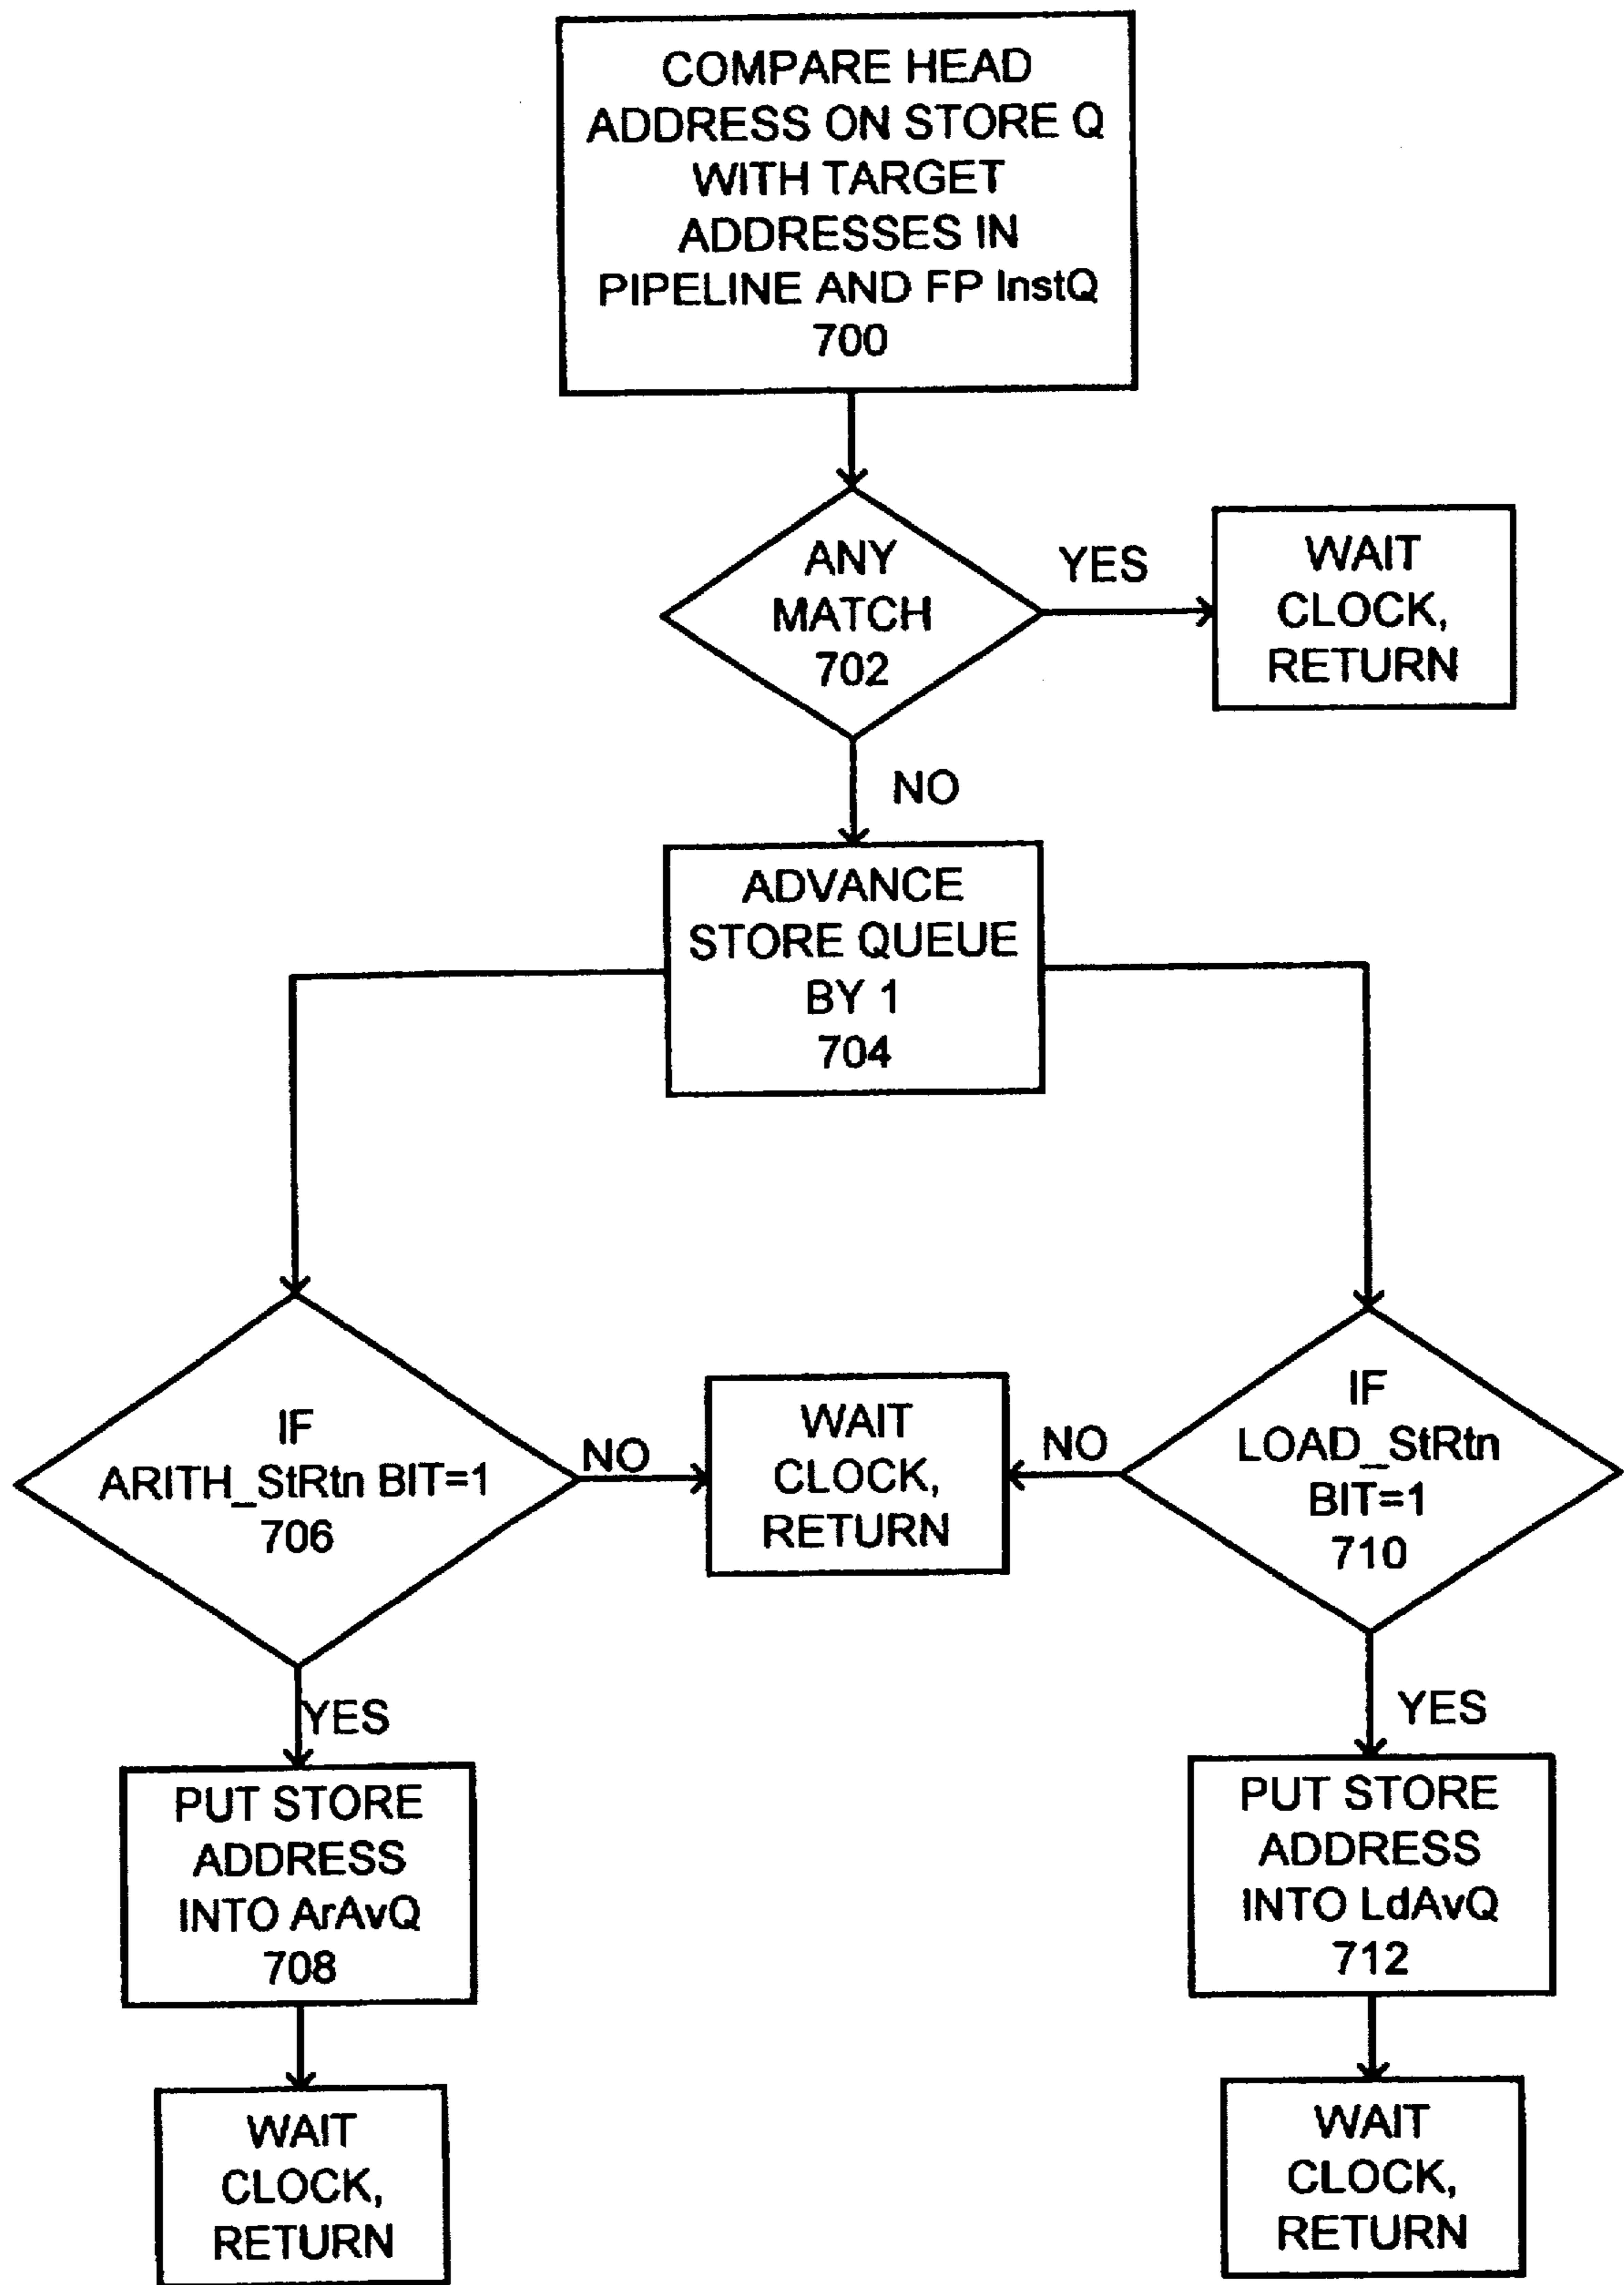 COMPARE HEAD
ADDRESS ON STORE Q
WITH TARGET
ADDRESSES IN
PIPELINE AND FP InstQ
700
ANY
MATCH
702
YES
WAIT
CLOCK,
RETURN
NO
ADVANCE
STORE QUEUE
BY 1
704
IF
ARITH_StRtn BIT=1
706
NO
WAIT
CLOCK,
RETURN
NO
IF
LOAD_StRtn
BIT=1
710
YES
PUT STORE
ADDRESS
INTO ArAvQ
708
WAIT
CLOCK,
RETURN
YES
PUT STORE
ADDRESS
INTO LdAvQ
712
WAIT
CLOCK,
RETURN